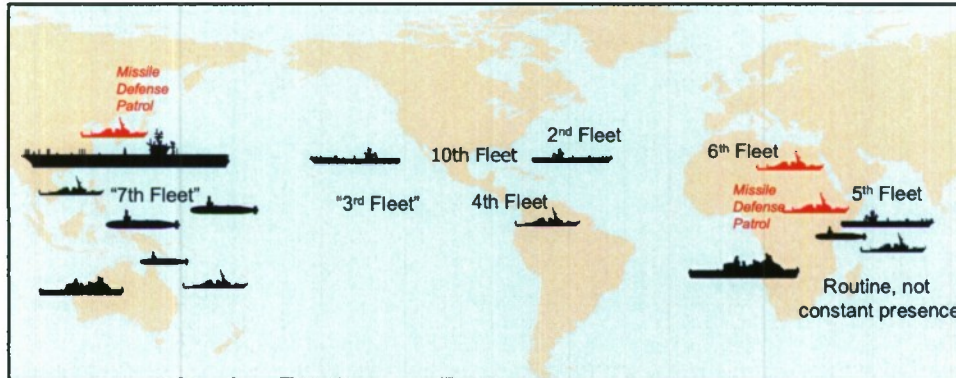 Missile
Defense
Patrol
"7th Fleet"
"3rd Fleet"
10th Fleet
2nd Fleet
4th Fleet
6th Fleet
Missile
Defense
Patrol
5th Fleet
Routine, not
constant presence